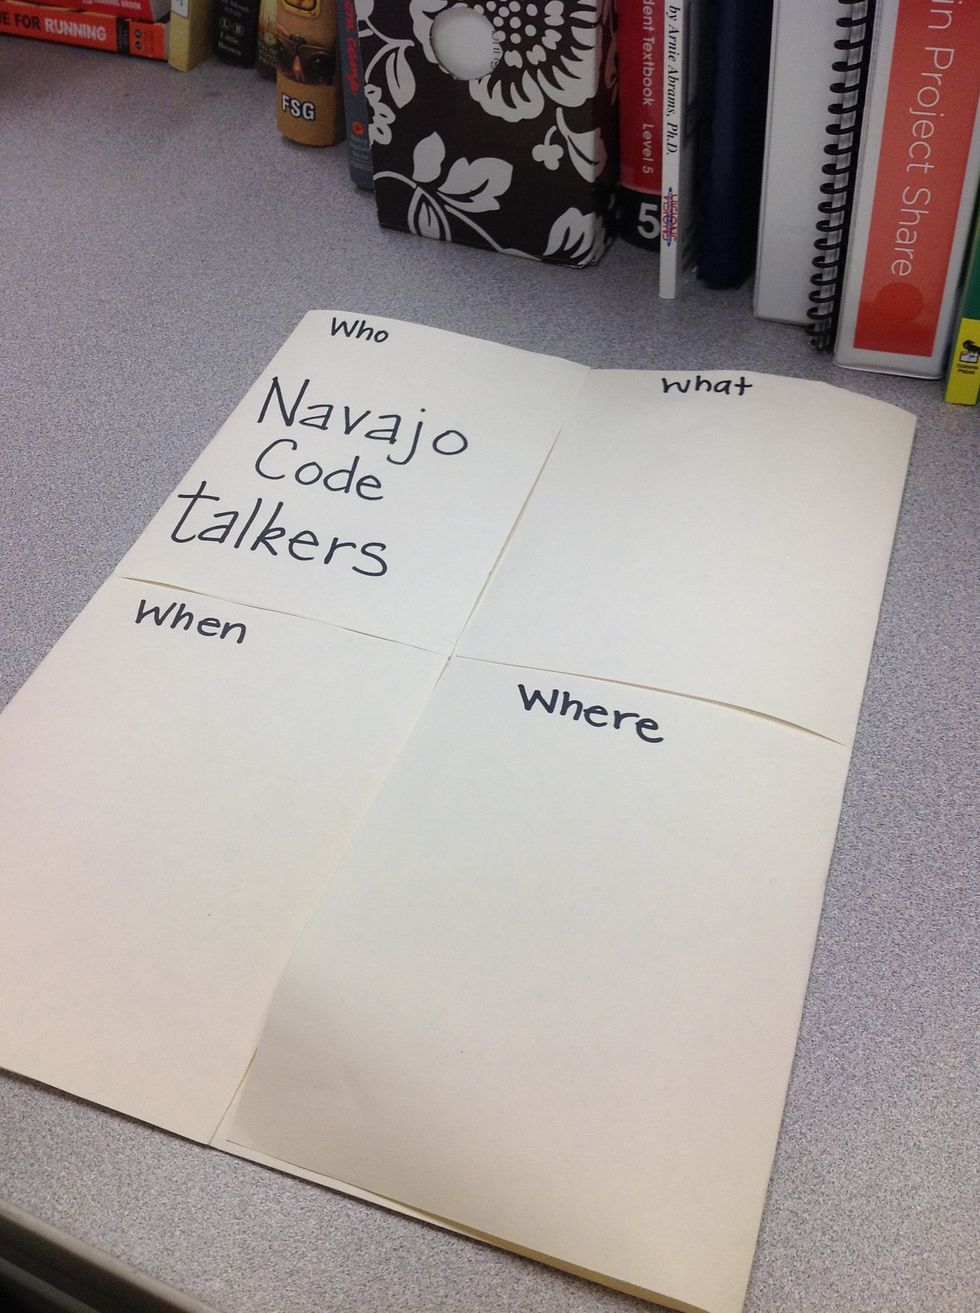 E FOR RUNNING
FSG
dent Textbook Level 5
5
by Arnie Abrams, Ph.D.
in Project Share
Who
Navajo
Code
talkers
What
When
Where